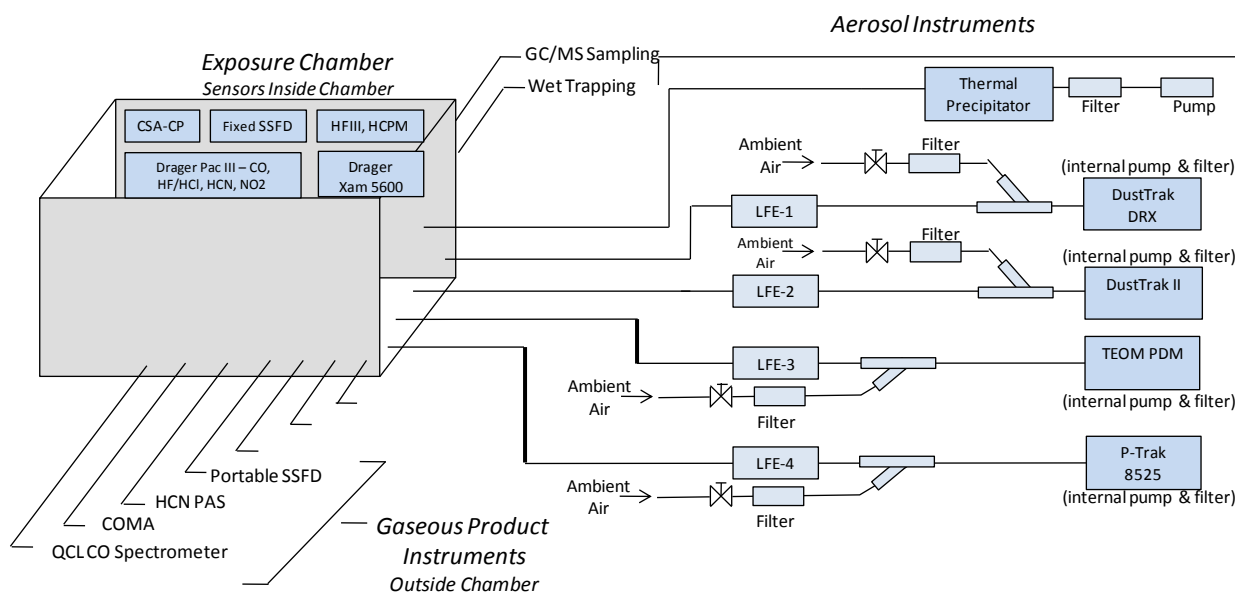 Aerosol Instruments
Exposure Chamber
Sensors Inside Chamber
GC/MS Sampling
Wet Trapping
CSA-CP
Fixed SSFD
HFIII, HCPM
Drager Pac III – CO,
HF/HCl, HCN, NO2
Drager
Xam 5600
Thermal
Precipitator
Filter
Pump
Ambient
Air
Filter
(internal pump & filter)
LFE-1
DustTrak
DRX
Ambient
Air
Filter
(internal pump & filter)
LFE-2
DustTrak II
LFE-3
TEOM PDM
Ambient
Air
Filter
(internal pump & filter)
LFE-4
P-Trak
8525
Ambient
Air
Filter
(internal pump & filter)
Portable SSFD
HCN PAS
COMA
QCL CO Spectrometer
Gaseous Product
Instruments
Outside Chamber